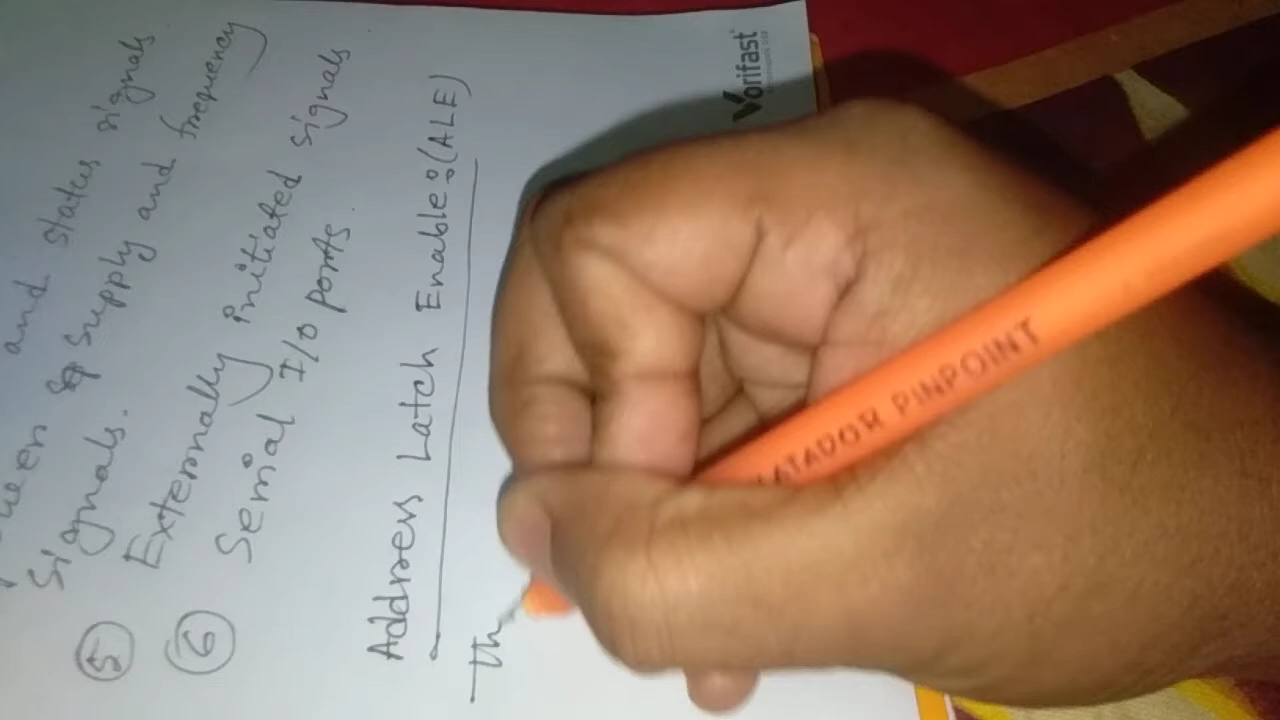 and status signals
supply and frequency
signals.
⑤ Externally initiated signals
⑥ Serial I/O ports.
Address Latch Enable:(ALE)
Th
Vorifast
MATADOR PINPOINT